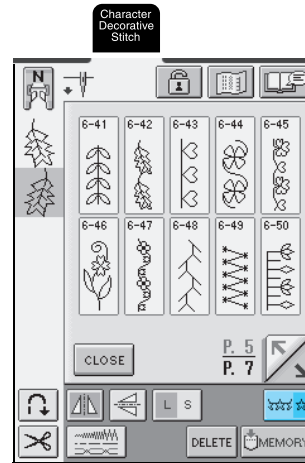 Character
Decorative
Stitch
N
6-41 6-42 6-43 6-44 6-45
6-46 6-47 6-48 6-49 6-50
CLOSE
P. 5
P. 7
L S
DELETE MEMORY